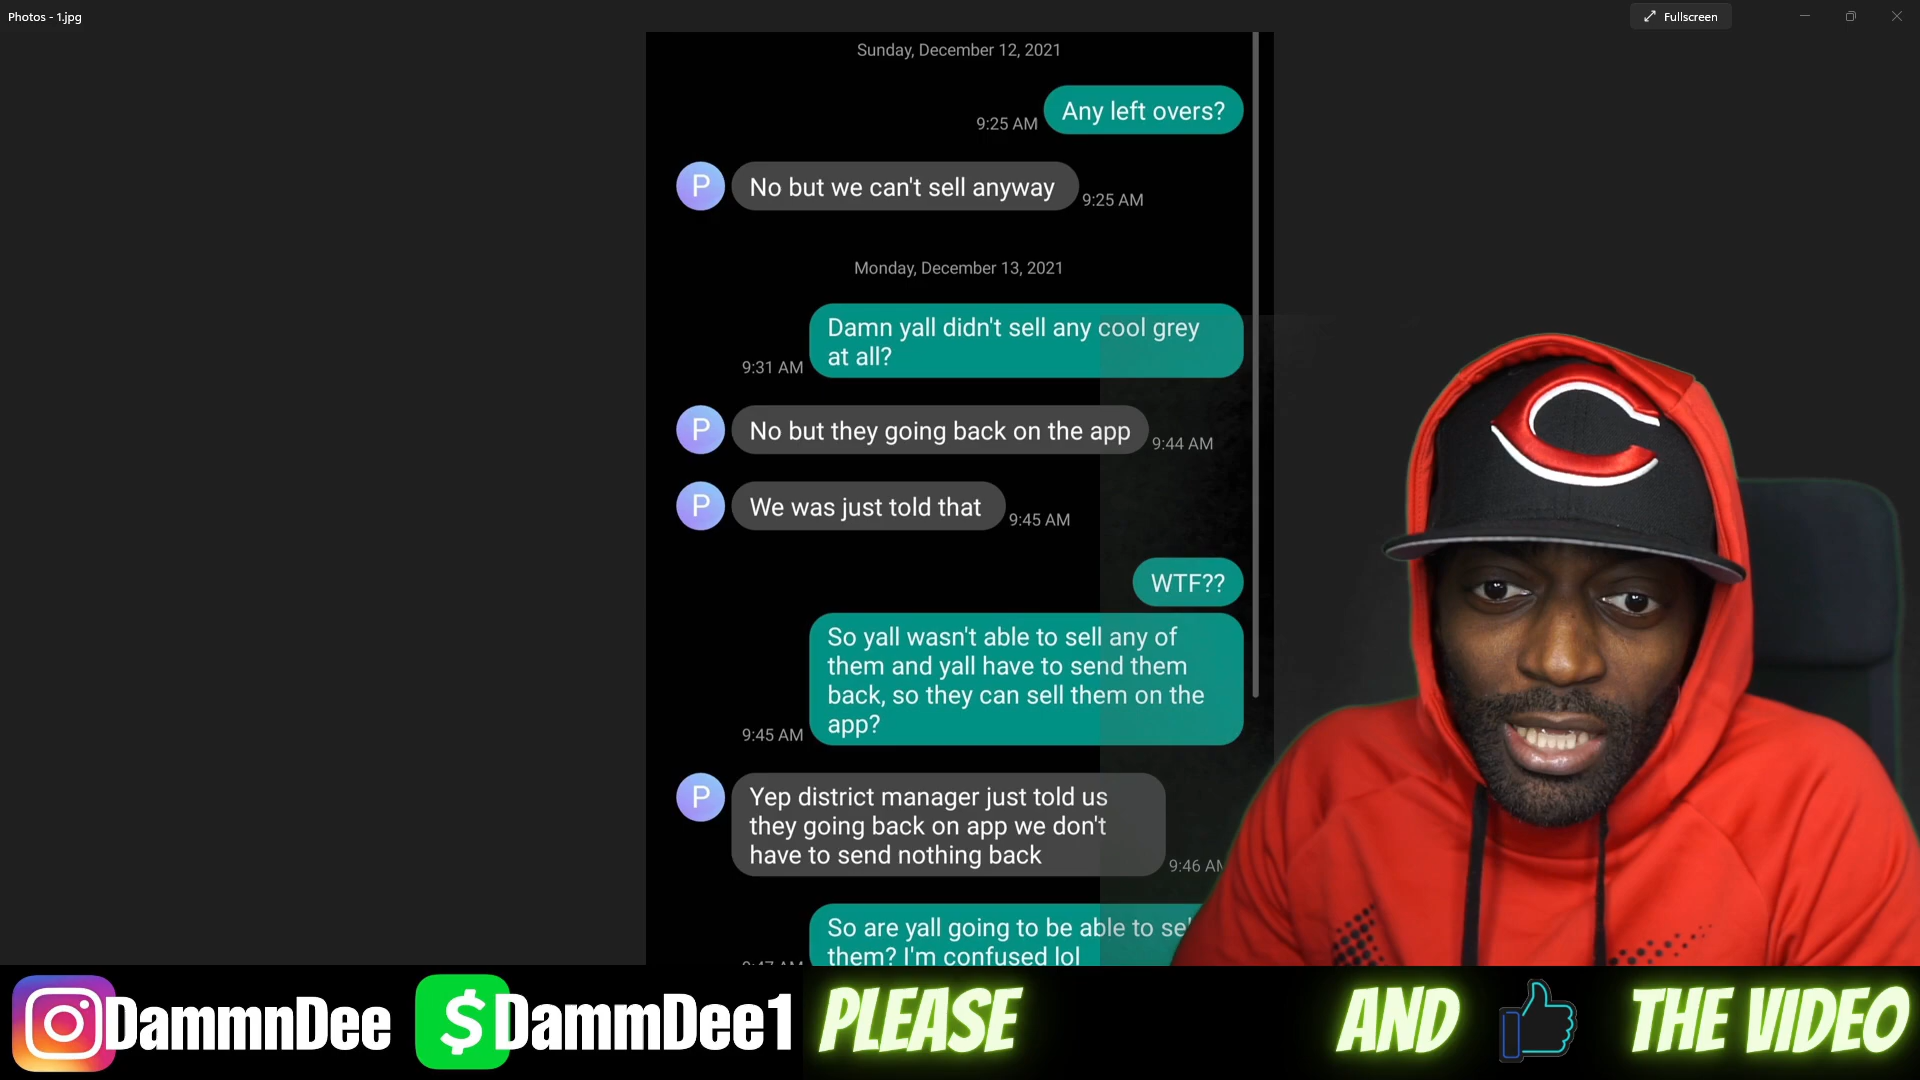 Photos - 1.jpg
Fullscreen
Sunday, December 12, 2021
Any left overs?
9:25 AM
P
No but we can't sell anyway
9:25 AM
Monday, December 13, 2021
Damn yall didn't sell any cool grey
at all?
9:31 AM
P
No but they going back on the app
9:44 AM
P
We was just told that
9:45 AM
WTF??
So yall wasn't able to sell any of
them and yall have to send them
back, so they can sell them on the
app?
9:45 AM
P
Yep district manager just told us
they going back on app we don't
have to send nothing back
9:46 AM
So are yall going to be able to
them? I'm confused lol
C
DammnDee
$ DammDee1
PLEASE
AND
THE VIDEO